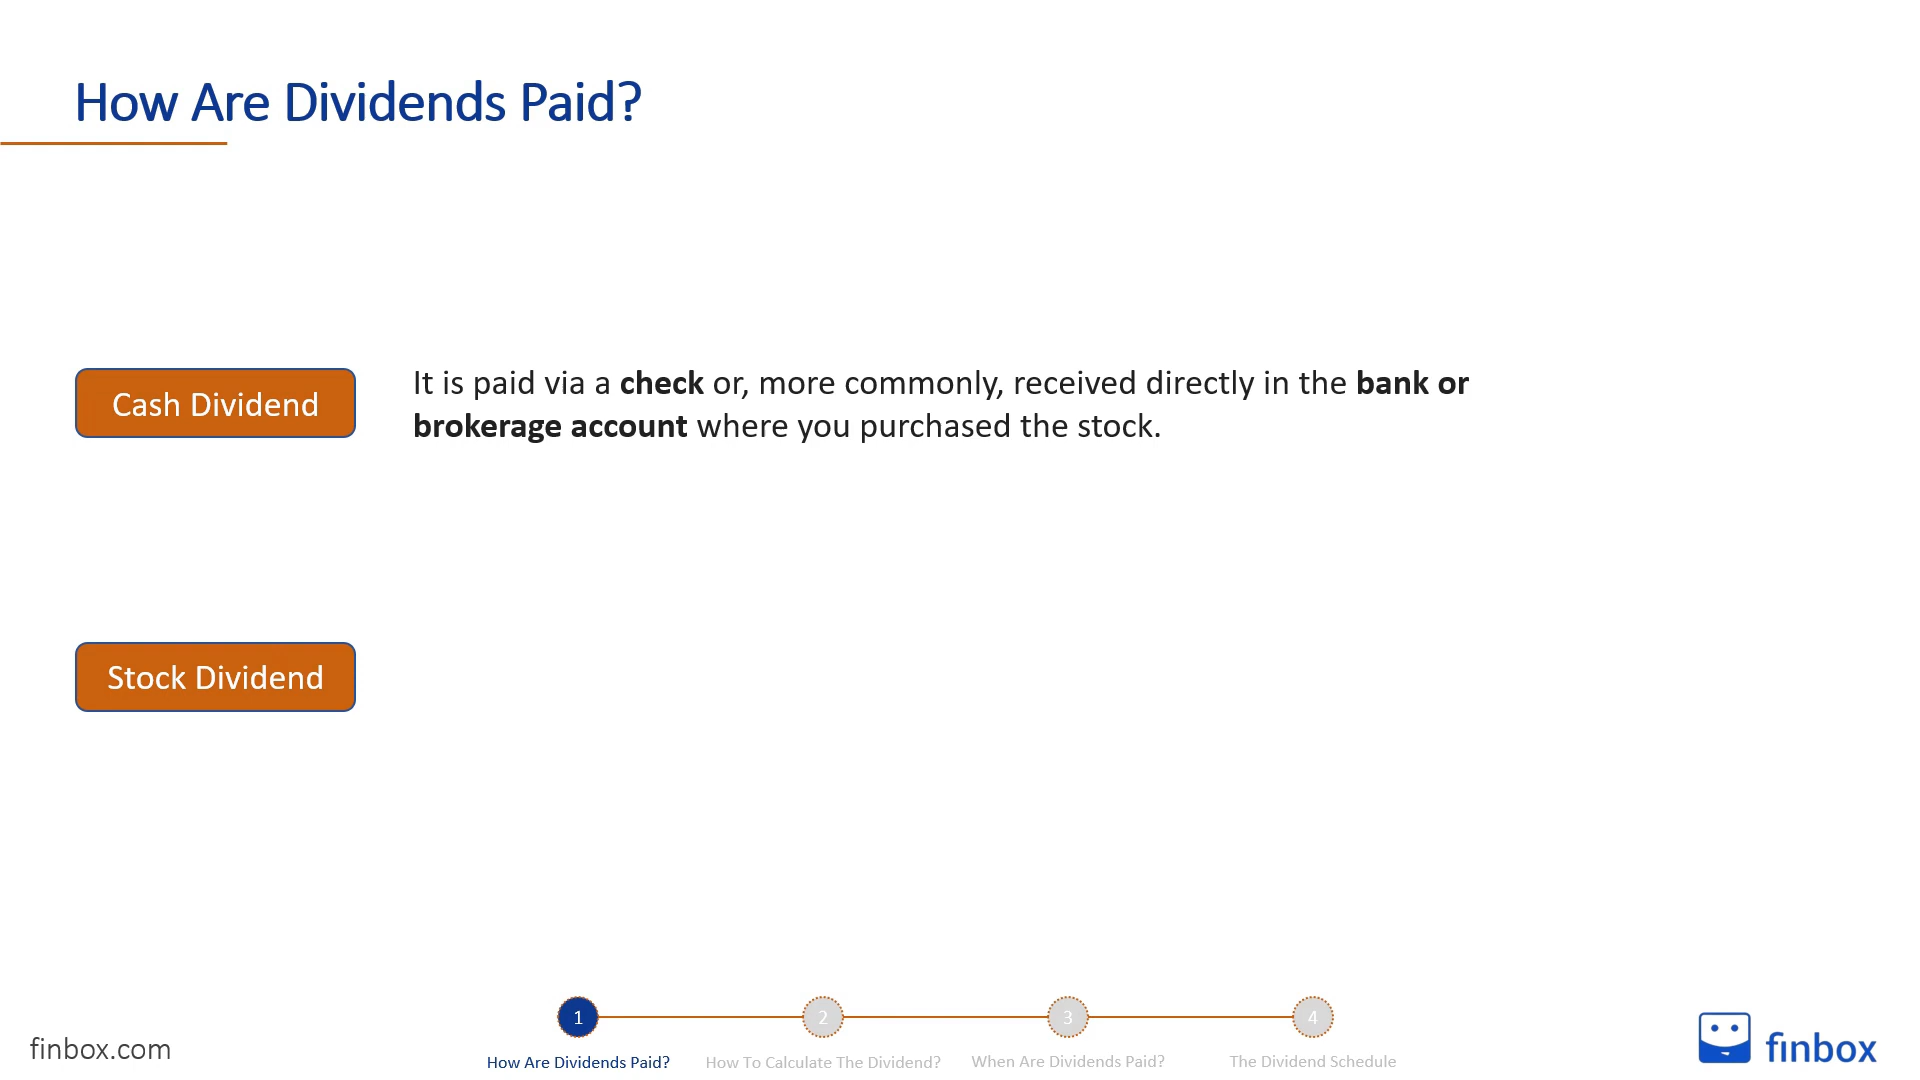 How Are Dividends Paid?
Cash Dividend
It is paid via a check or, more commonly, received directly in the bank or
brokerage account where you purchased the stock.
Stock Dividend
1
2
3
4
How Are Dividends Paid?
How To Calculate The Dividend?
When Are Dividends Paid?
The Dividend Schedule
finbox.com
finbox